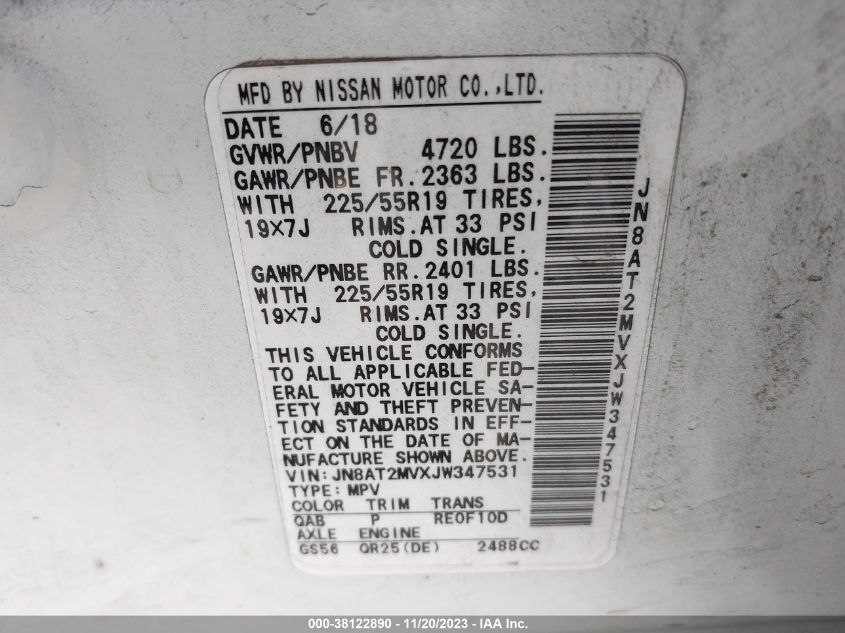 MFD BY NISSAN MOTOR CO.,LTD.
DATE 6/18
GVWR/PNBV 4720 LBS.
GAWR/PNBE FR.2363 LBS.
WITH 225/55R19 TIRES,
19X7J RIMS.AT 33 PSI
COLD SINGLE.
GAWR/PNBE RR.2401 LBS.
WITH 225/55R19 TIRES,
19X7J RIMS.AT 33 PSI
COLD SINGLE.
THIS VEHICLE CONFORMS
TO ALL APPLICABLE FED-
ERAL MOTOR VEHICLE SA-
FETY AND THEFT PREVEN-
TION STANDARDS IN EFF-
ECT ON THE DATE OF MA-
NUFACTURE SHOWN ABOVE.
VIN:JN8AT2MVXJW347531
TYPE:MPV
COLOR TRIM TRANS
QAB P RE0F10D
AXLE ENGINE
GS56 QR25(DE) 2488CC
JN8AT2MVXJW347531
000-38122890 - 11/20/2023 - IAA Inc.